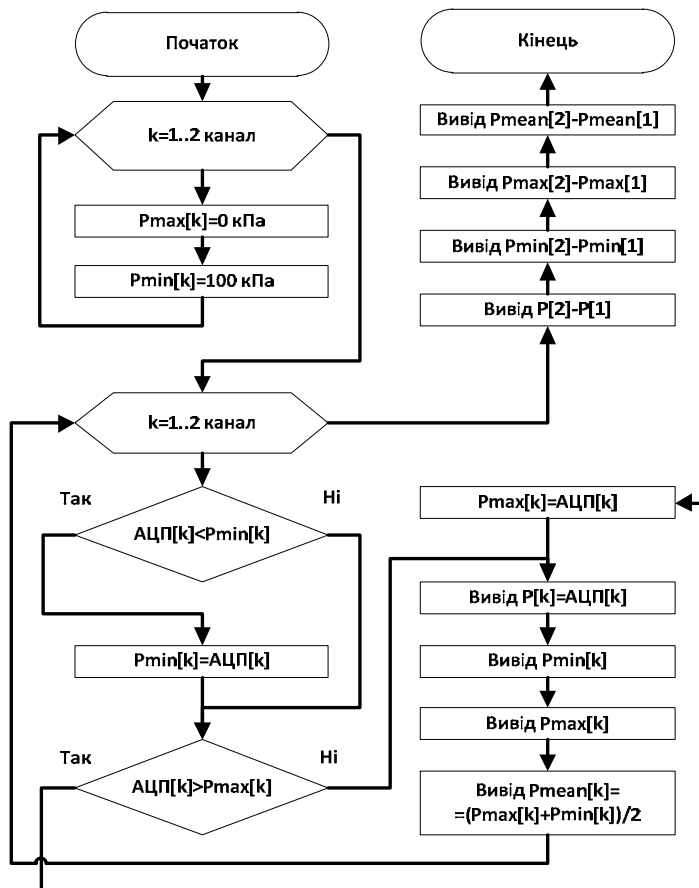 Початок
k=1..2 канал
Pmax[k]=0 кПа
Pmin[k]=100 кПа
k=1..2 канал
Так
Ні
АЦП[k]<Pmin[k]
Pmin[k]=АЦП[k]
Так
Ні
АЦП[k]>Pmax[k]
Pmax[k]=АЦП[k]
Вивід P[k]=АЦП[k]
Вивід Pmin[k]
Вивід Pmax[k]
Вивід Pmean[k]=
=(Pmax[k]+Pmin[k])/2
Вивід P[2]-P[1]
Вивід Pmin[2]-Pmin[1]
Вивід Pmax[2]-Pmax[1]
Вивід Pmean[2]-Pmean[1]
Кінець